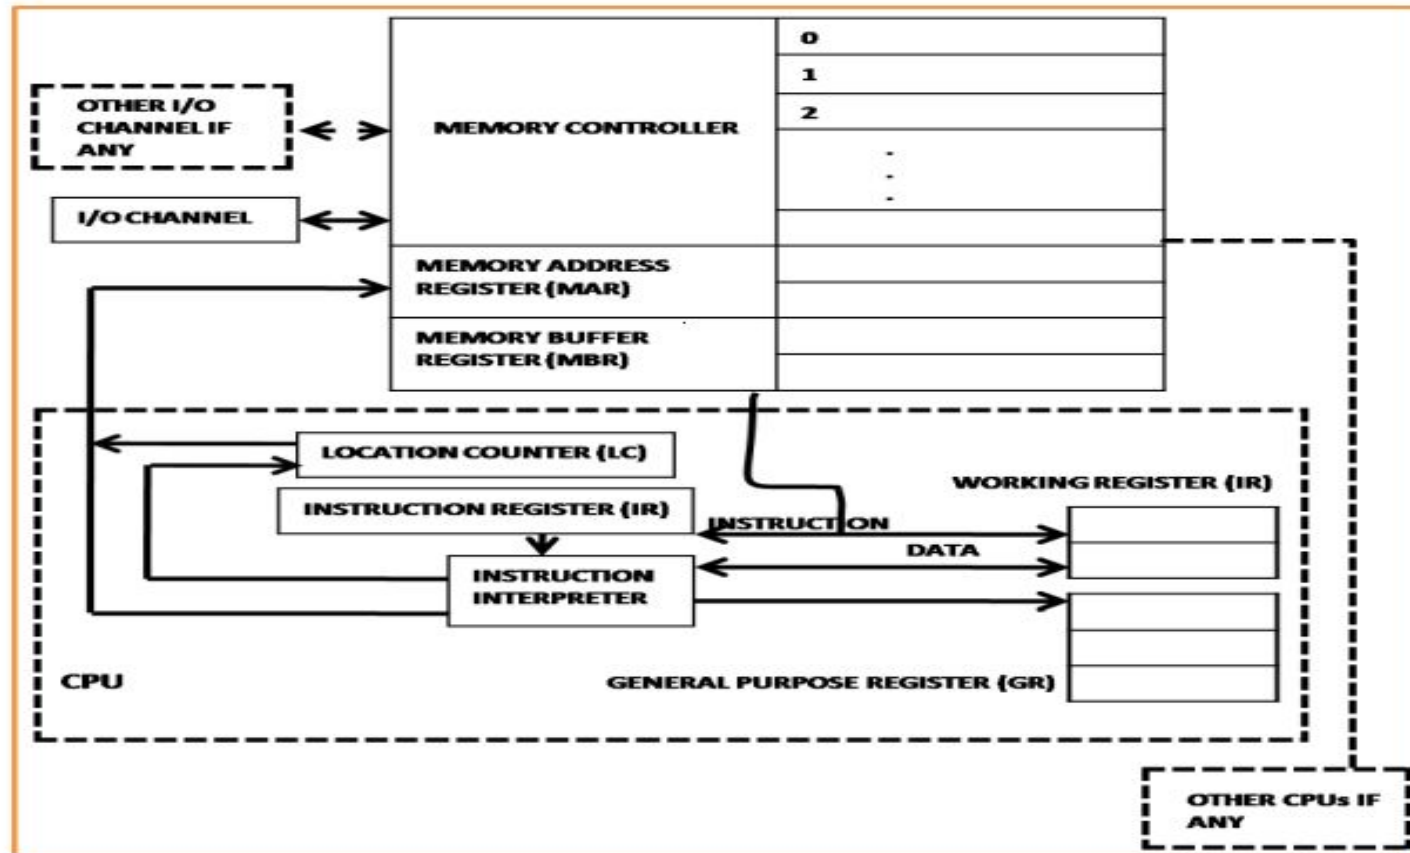 OTHER I/O
CHANNEL IF
ANY
I/O CHANNEL
MEMORY CONTROLLER
0
1
2
.
.
.
MEMORY ADDRESS
REGISTER (MAR)
MEMORY BUFFER
REGISTER (MBR)
LOCATION COUNTER (LC)
INSTRUCTION REGISTER (IR)
INSTRUCTION
INTERPRETER
INSTRUCTION
DATA
WORKING REGISTER (IR)
GENERAL PURPOSE REGISTER (GR)
CPU
OTHER CPUs IF
ANY